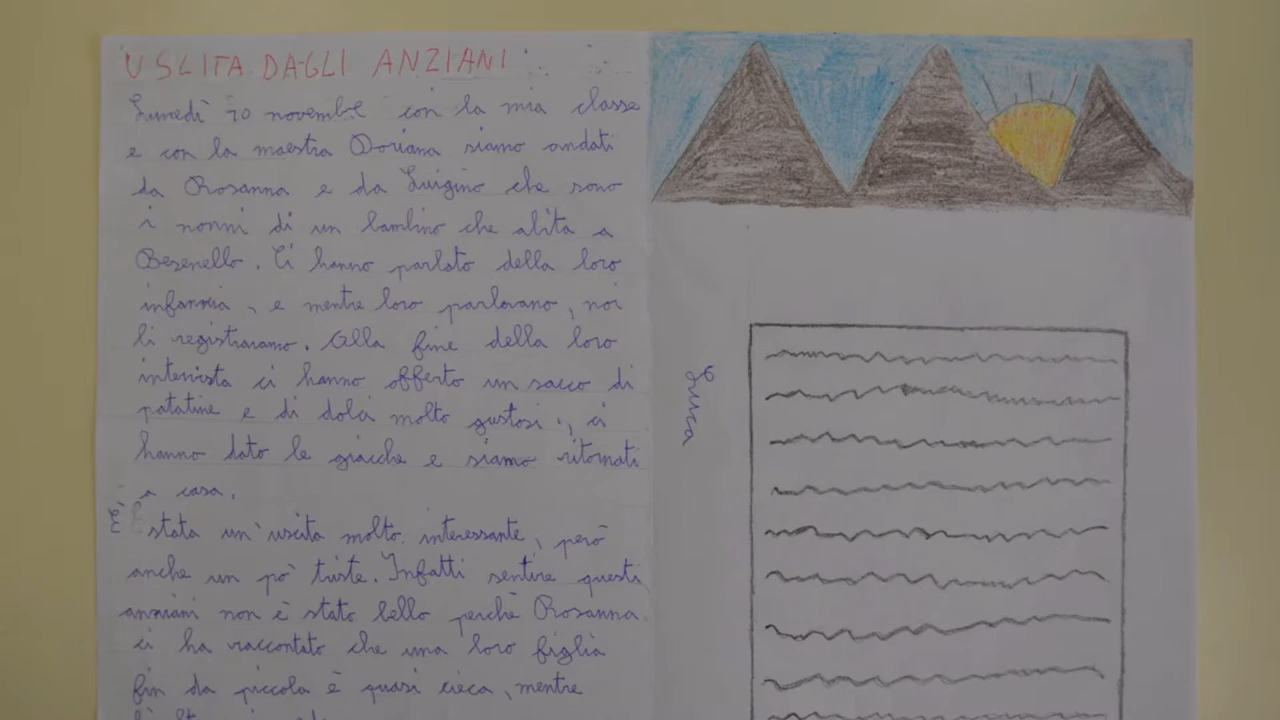 USLITA DAGLI ANZIANI
Lunedì 10 novembre con la mia classe
e con la maestra Doriana siamo andati
da Rosanna e da Luigino che sono
i nonni di un bambino che abita a
Besenello. Ci hanno parlato della loro
infanzia, e mentre loro parlavano, noi
li registravamo. Alla fine della loro
intervista ci hanno offerto un sacco di
patatine e di dolci molto gustosi, ci
hanno dato le giacche e siamo ritornati
a casa.
È stata un'uscita molto interessante, però
anche un po' triste. Infatti sentire questi
anziani non è stato bello perchè Rosanna
ci ha raccontato che una loro figlia
fin da piccola è quasi cieca, mentre
Luca